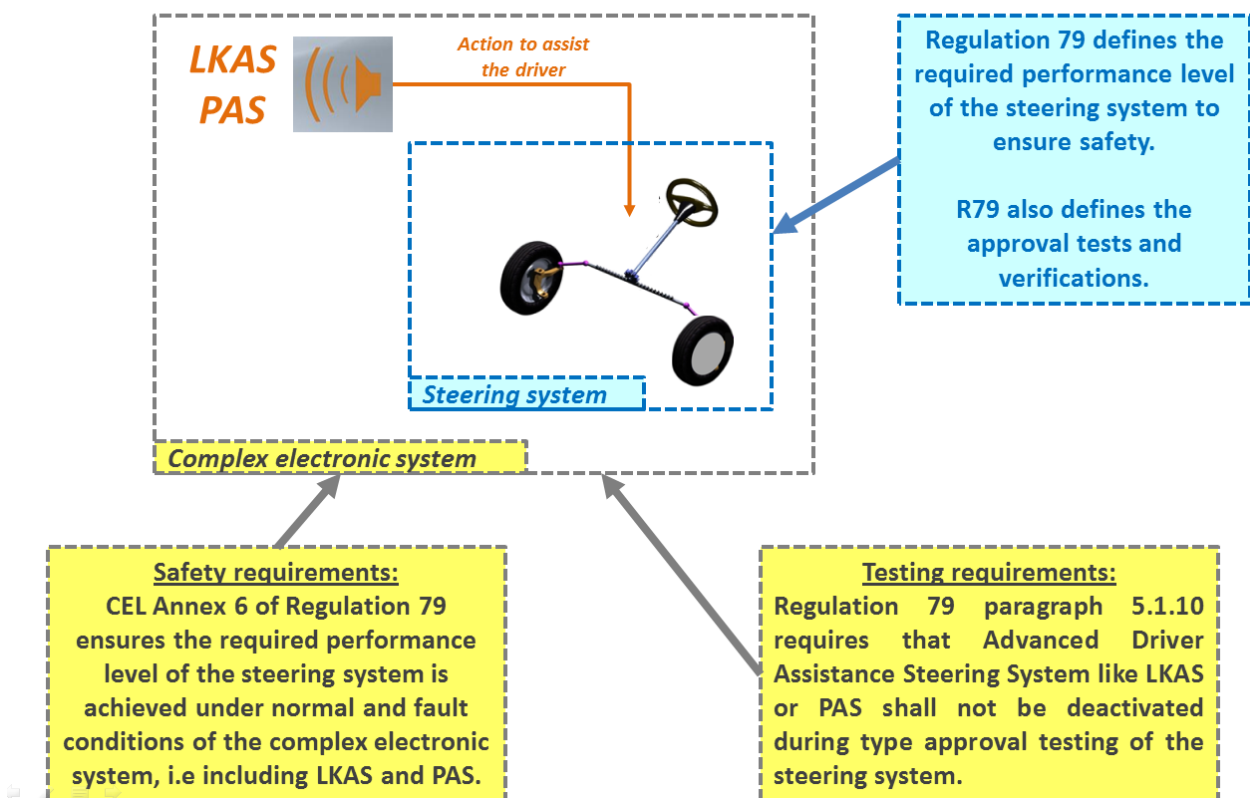 LKAS
PAS
Action to assist
the driver
Regulation 79 defines the
required performance level
of the steering system to
ensure safety.
R79 also defines the
approval tests and
verifications.
Steering system
Complex electronic system
Safety requirements:
CEL Annex 6 of Regulation 79
ensures the required performance
level of the steering system is
achieved under normal and fault
conditions of the complex electronic
system, i.e including LKAS and PAS.
Testing requirements:
Regulation 79 paragraph 5.1.10
requires that Advanced Driver
Assistance Steering System like LKAS
or PAS shall not be deactivated
during type approval testing of the
steering system.